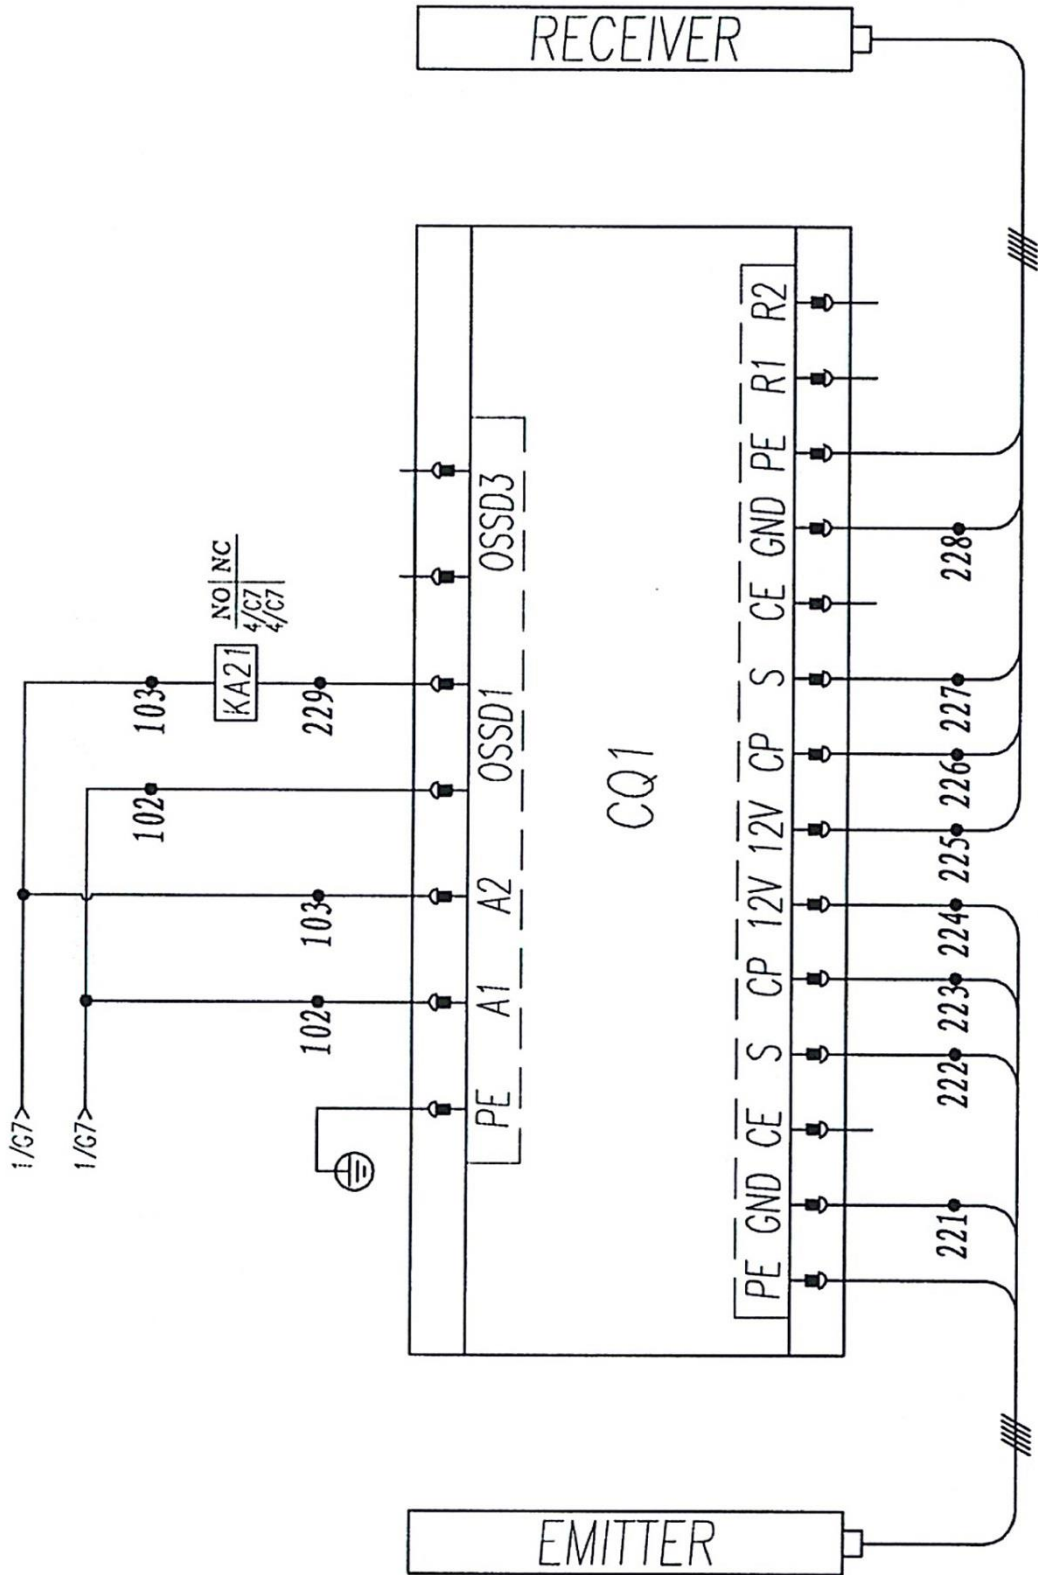 1/G7>
1/G7>
103
KA21
NO NC
4/C7
4/C7
102
229
102
103
PE A1 A2 OSSD1 OSSD3
CQ1
PE GND CE S CP 12V 12V CP S CE GND PE R1 R2
221 222 223 224 225 226 227 228
EMITTER
RECEIVER